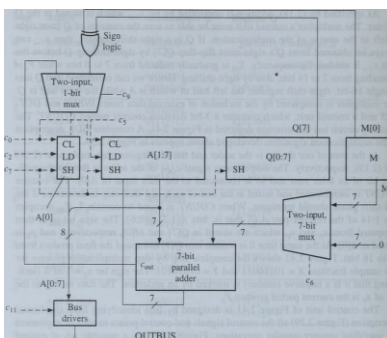 Sign
logic
Two-input,
1-bit
mux
c9
c5
Q[7]
M[0]
c0
c2
c7
CL
LD
SH
CL
LD
SH
A[1:7]
Q[0:7]
SH
M
A[0]
7
7
8
7
7
Two-input,
7-bit
mux
M
7
0
cout
7-bit
parallel
adder
c6
A[0:7]
7
c11
Bus
drivers
OUTBUS